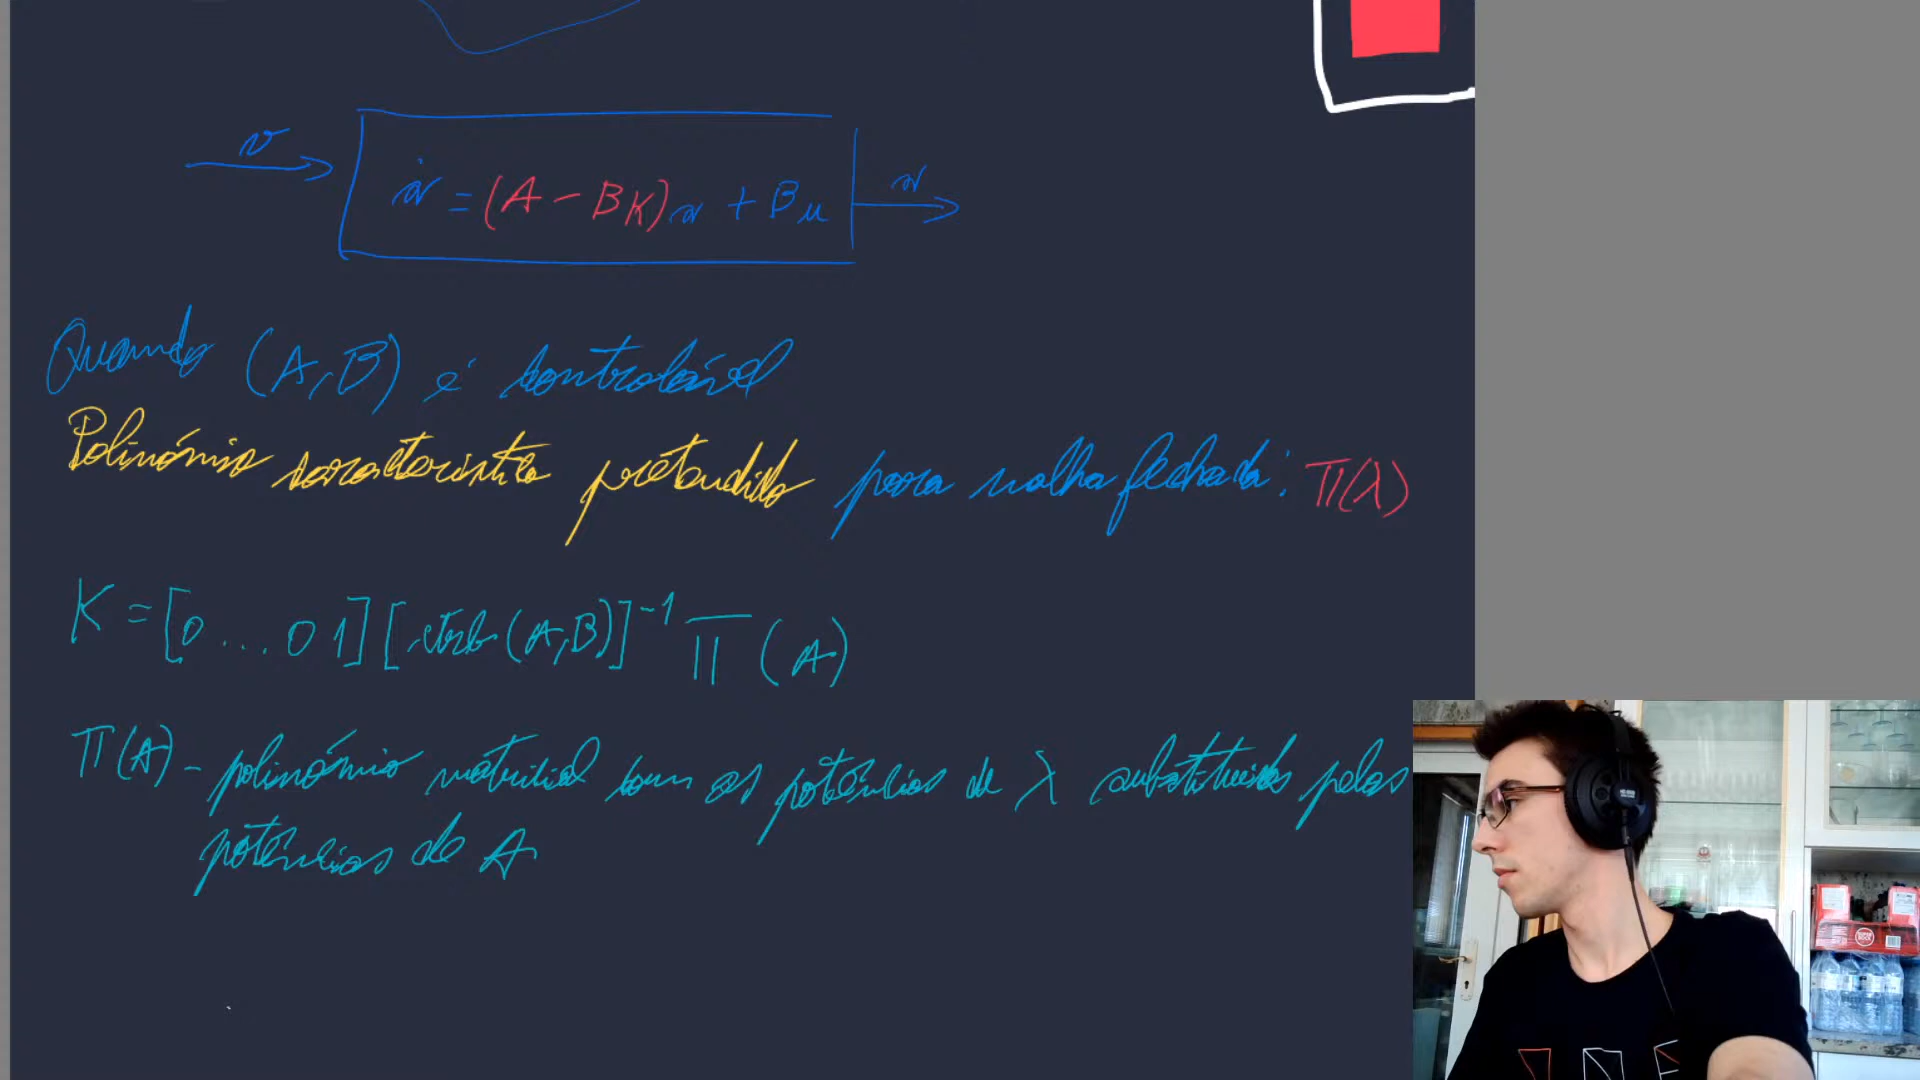 v
ẋ = (A - BK)x + Bu
x
Quando (A,B) é controlável
Polinómio característico pretendido para malha fechada: Π(λ)
K = [0 ... 0 1] [ctrb(A,B)]⁻¹ Π(A)
Π(A) - polinómio matricial com as potências de λ substituídas pelas
potências de A